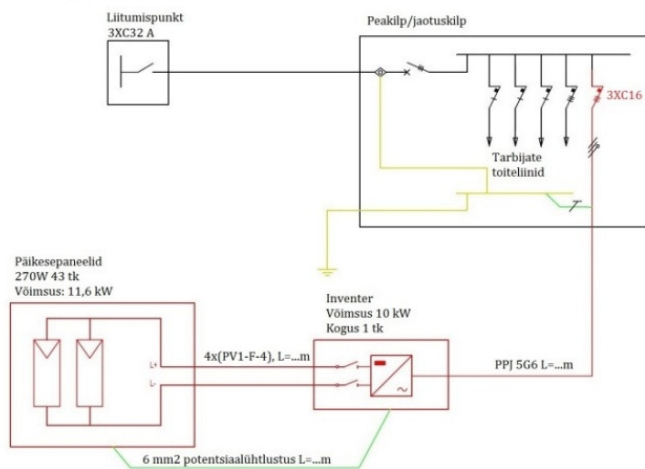 Liitumispunkt
3XC32 A
Peakilp/jaotuskilp
3XC16
Tarbijate
toiteliinid
Päikesepaneelid
270W 43 tk
Võimsus: 11,6 kW
Inventer
Võimsus 10 kW
Kogus 1 tk
L+
4x(PV1-F-4), L=...m
L-
PPJ 5G6 L=...m
6 mm2 potentsiaalühtlustus L=...m